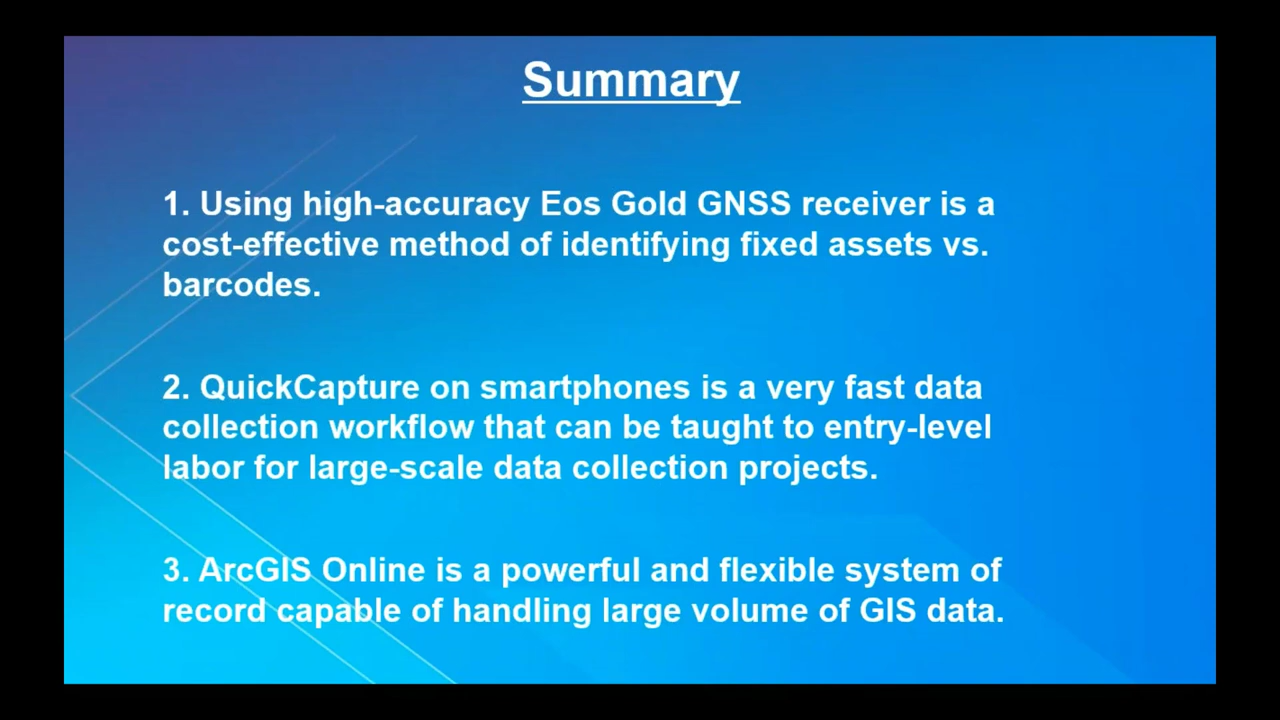 Summary
1. Using high-accuracy Eos Gold GNSS receiver is a
cost-effective method of identifying fixed assets vs.
barcodes.
2. QuickCapture on smartphones is a very fast data
collection workflow that can be taught to entry-level
labor for large-scale data collection projects.
3. ArcGIS Online is a powerful and flexible system of
record capable of handling large volume of GIS data.